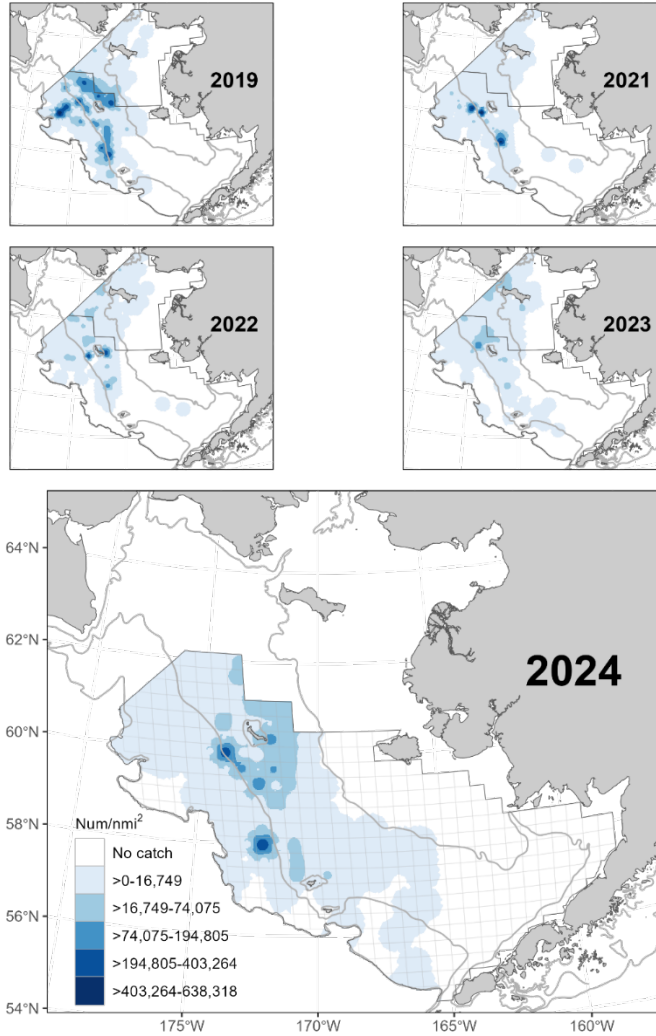 2019
2021
2022
2023
2024
64°N
62°N
60°N
58°N
56°N
54°N
Num/nmi²
No catch
>0-16,749
>16,749-74,075
>74,075-194,805
>194,805-403,264
>403,264-638,318
175°W
170°W
165°W
160°W